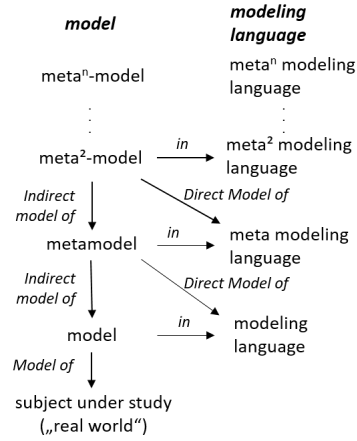 model
modeling
language
metaⁿ-model
metaⁿ modeling
language
meta²-model
in
meta² modeling
language
Indirect
model of
Direct Model of
metamodel
in
meta modeling
language
Indirect
model of
Direct Model of
model
in
modeling
language
Model of
subject under study
(„real world“)